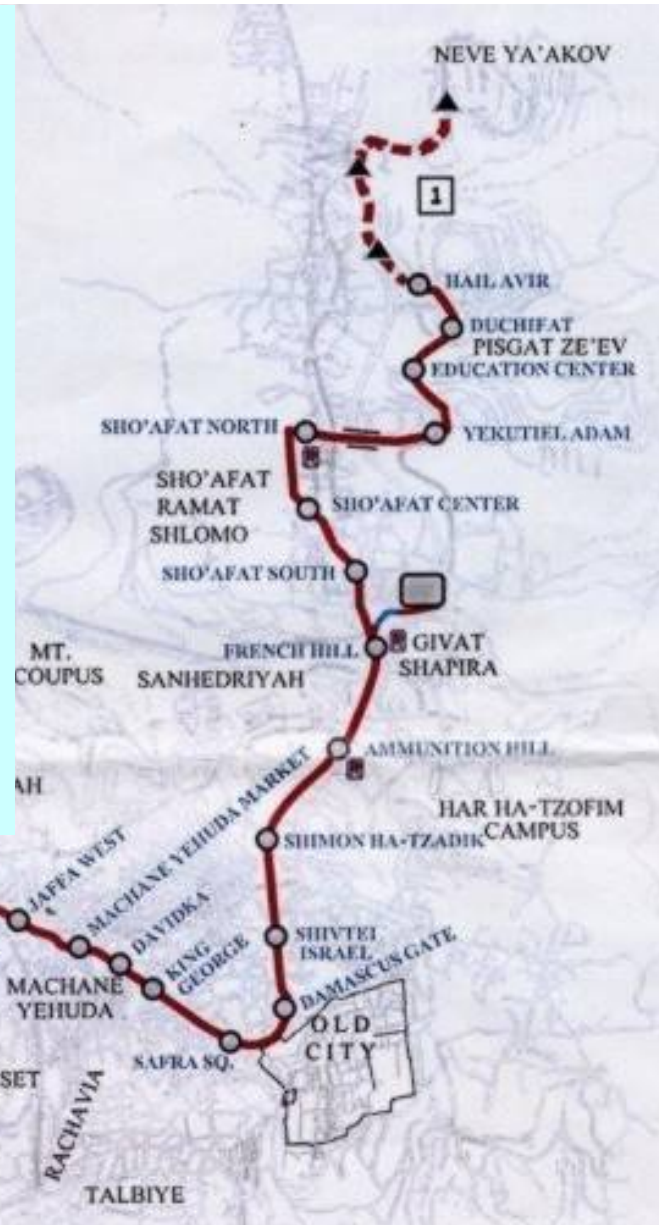 NEVE YA'AKOV
1
HAIL AVIR
DUCHIFAT
PISGAT ZE'EV
EDUCATION CENTER
SHO'AFAT NORTH
YEKUTIEL ADAM
SHO'AFAT
RAMAT
SHLOMO
SHO'AFAT CENTER
SHO'AFAT SOUTH
MT.
COUPUS
SANHEDRIYAH
FRENCH HILL
GIVAT
SHAPIRA
AMMUNITION HILL
AH
HAR HA-TZOFIM
CAMPUS
SHIMON HA-TZADIK
JAFFA WEST
MACHANE YEHUDA MARKET
DAVIDKA
KING
GEORGE
SHIVTEI
ISRAEL
MACHANE
YEHUDA
DAMASCUS GATE
OLD
CITY
SAFRA SQ.
SET
RACHAVIA
TALBIYE